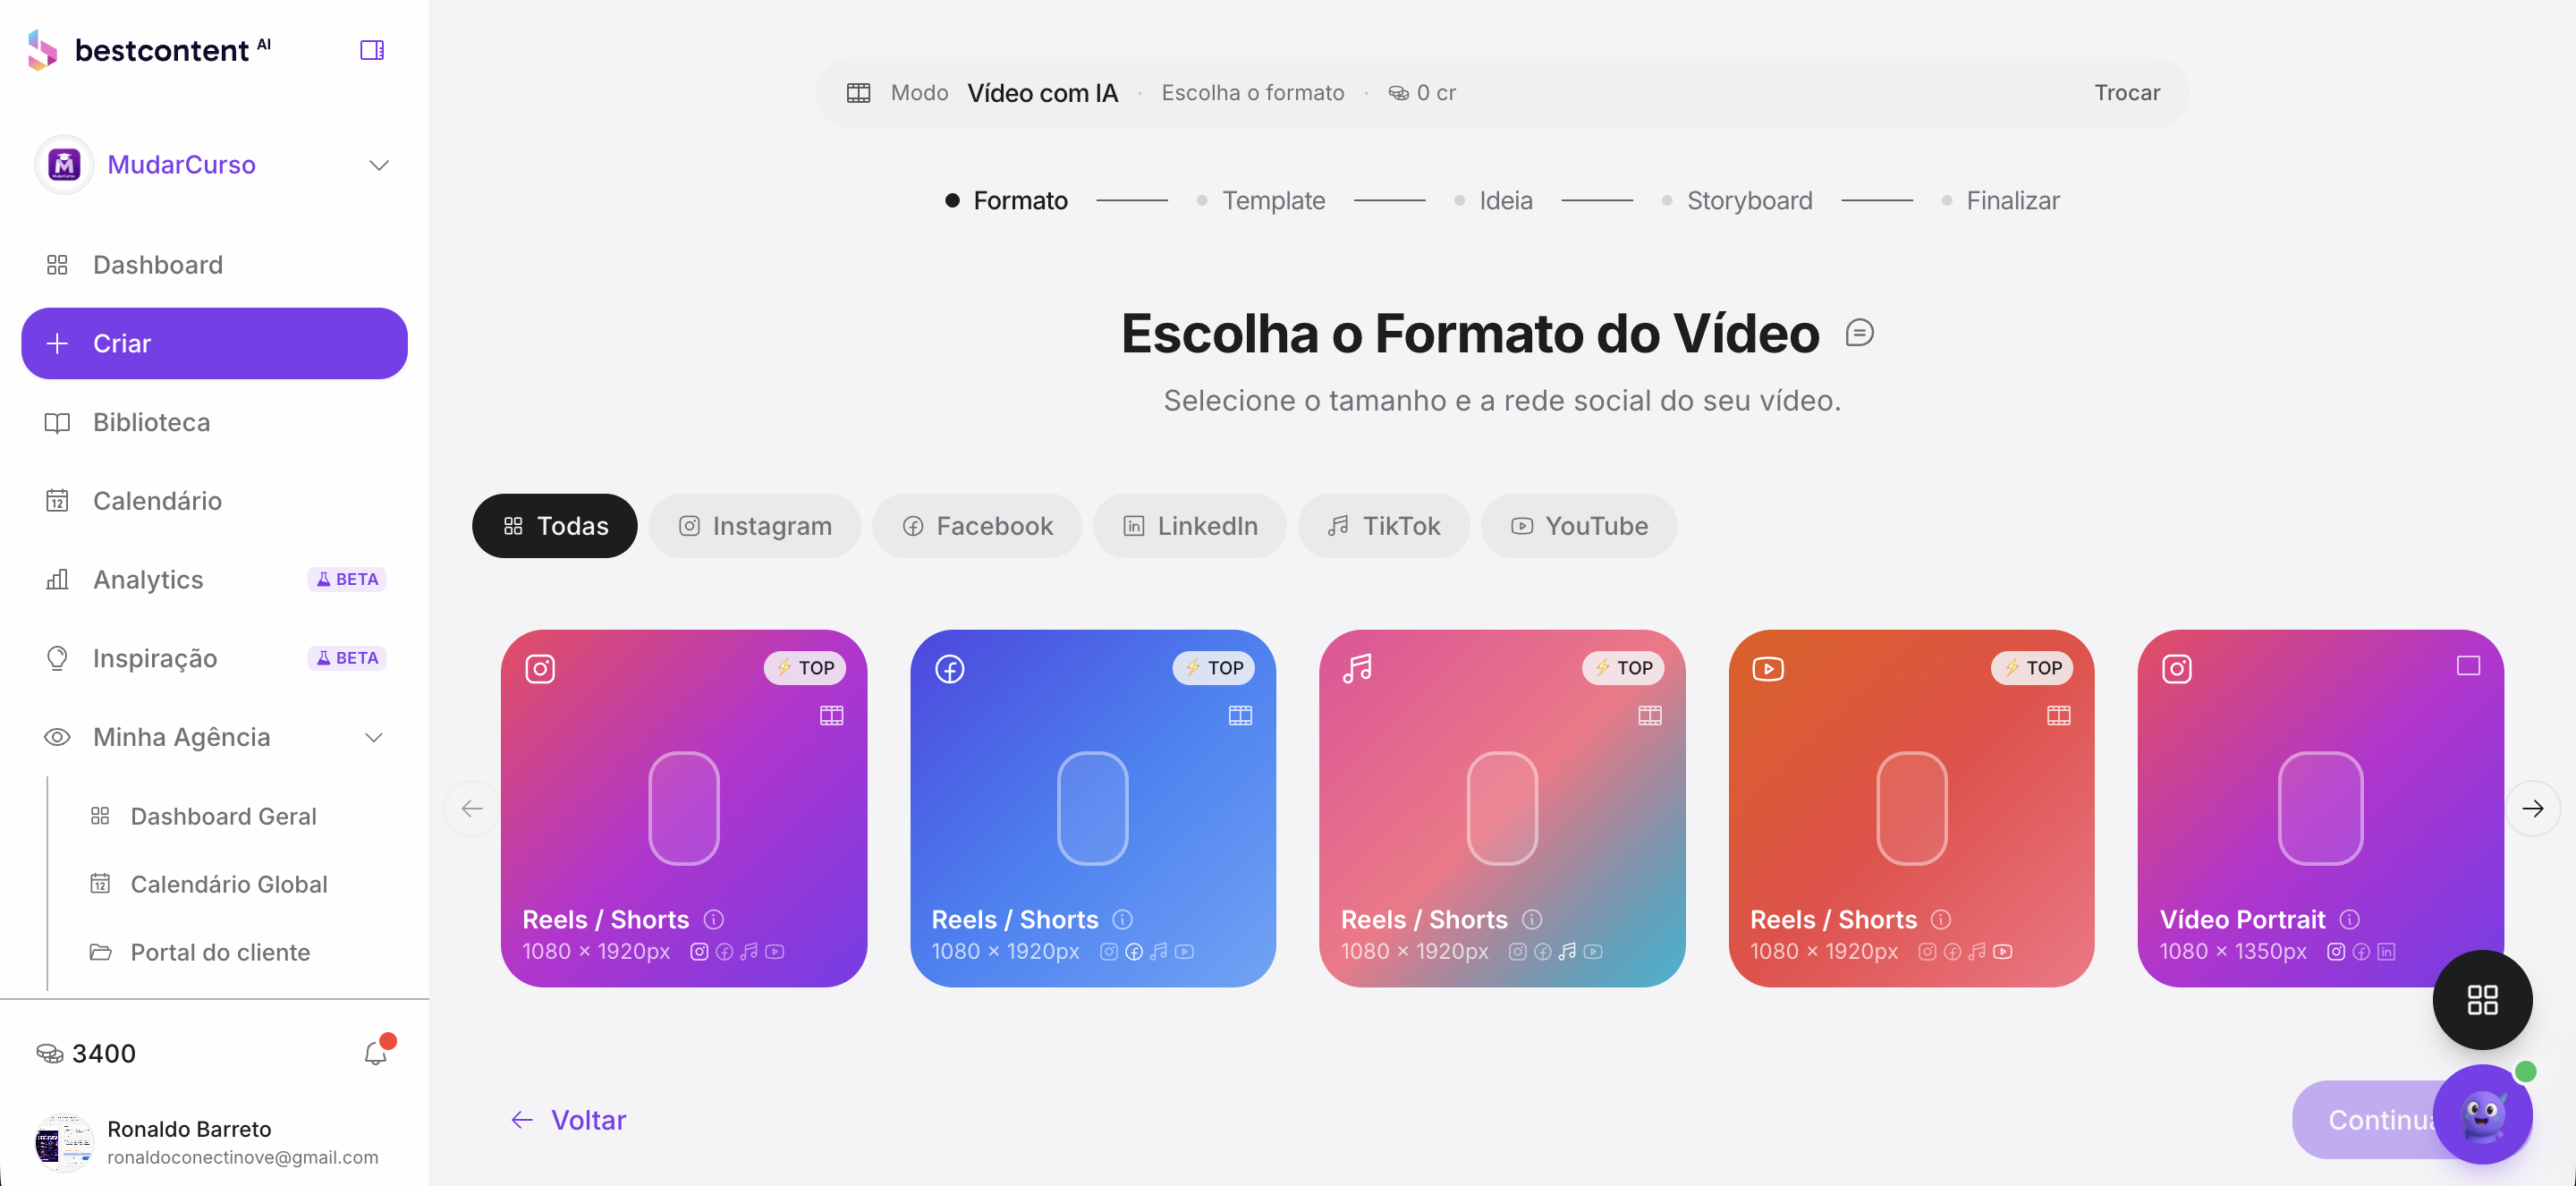 bestcontent AI
MudarCurso
Dashboard
Criar
Biblioteca
Calendário
Analytics BETA
Inspiração BETA
Minha Agência
Dashboard Geral
Calendário Global
Portal do cliente
3400
Ronaldo Barreto
ronaldoconectinove@gmail.com
Modo Vídeo com IA · Escolha o formato · 0 cr Trocar
Formato Template Ideia Storyboard Finalizar
Escolha o Formato do Vídeo
Selecione o tamanho e a rede social do seu vídeo.
Todas Instagram Facebook LinkedIn TikTok YouTube
TOP
Reels / Shorts
1080 × 1920px
TOP
Reels / Shorts
1080 × 1920px
TOP
Reels / Shorts
1080 × 1920px
TOP
Reels / Shorts
1080 × 1920px
Vídeo Portrait
1080 × 1350px
Voltar
Continua